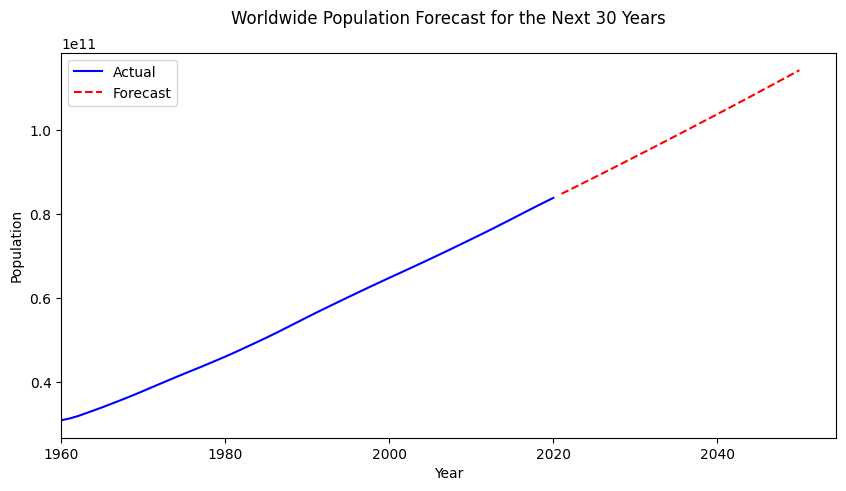 Worldwide Population Forecast for the Next 30 Years
1e11
Actual
Forecast
1.0
0.8
0.6
0.4
Population
1960 1980 2000 2020 2040
Year